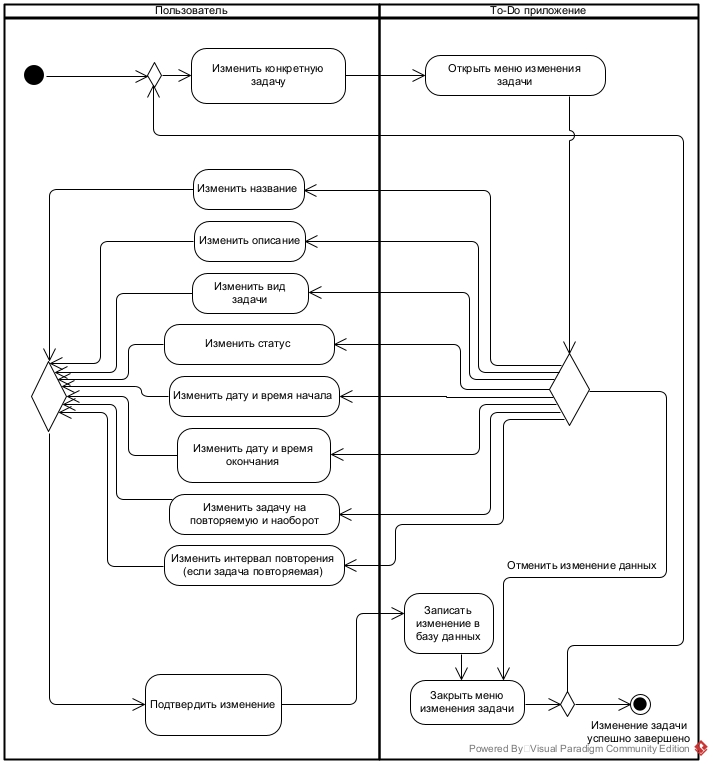 Пользователь
To-Do приложение
Изменить конкретную
задачу
Открыть меню изменения
задачи
Изменить название
Изменить описание
Изменить вид
задачи
Изменить статус
Изменить дату и время начала
Изменить дату и время
окончания
Изменить задачу на
повторяемую и наоборот
Изменить интервал повторения
(если задача повторяемая)
Отменить изменение данных
Записать
изменение в
базу данных
Подтвердить изменение
Закрыть меню
изменения задачи
Изменение задачи
успешно завершено
Powered By Visual Paradigm Community Edition